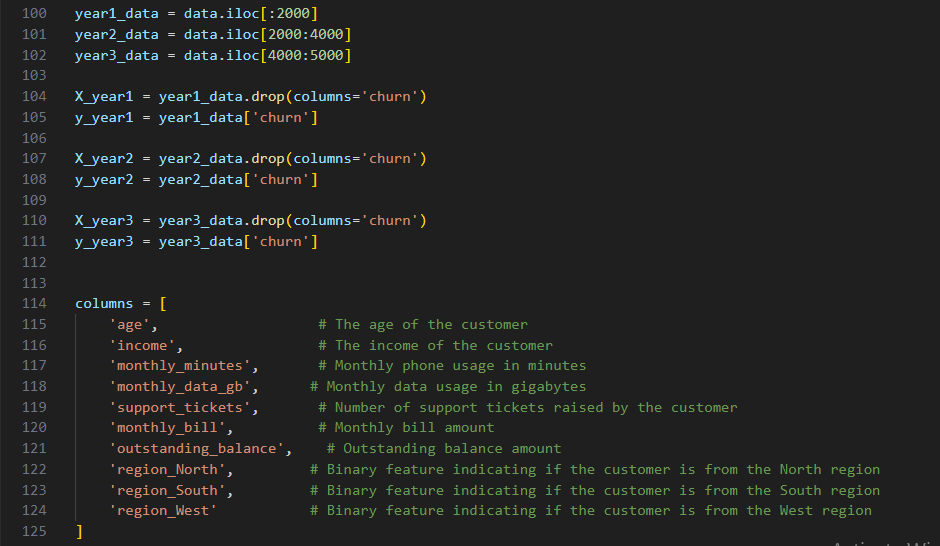 100 year1_data = data.iloc[:2000]
101 year2_data = data.iloc[2000:4000]
102 year3_data = data.iloc[4000:5000]
103
104 X_year1 = year1_data.drop(columns='churn')
105 y_year1 = year1_data['churn']
106
107 X_year2 = year2_data.drop(columns='churn')
108 y_year2 = year2_data['churn']
109
110 X_year3 = year3_data.drop(columns='churn')
111 y_year3 = year3_data['churn']
112
113
114 columns = [
115     'age',                   # The age of the customer
116     'income',                # The income of the customer
117     'monthly_minutes',       # Monthly phone usage in minutes
118     'monthly_data_gb',      # Monthly data usage in gigabytes
119     'support_tickets',       # Number of support tickets raised by the customer
120     'monthly_bill',          # Monthly bill amount
121     'outstanding_balance',    # Outstanding balance amount
122     'region_North',         # Binary feature indicating if the customer is from the North region
123     'region_South',         # Binary feature indicating if the customer is from the South region
124     'region_West'           # Binary feature indicating if the customer is from the West region
125 ]